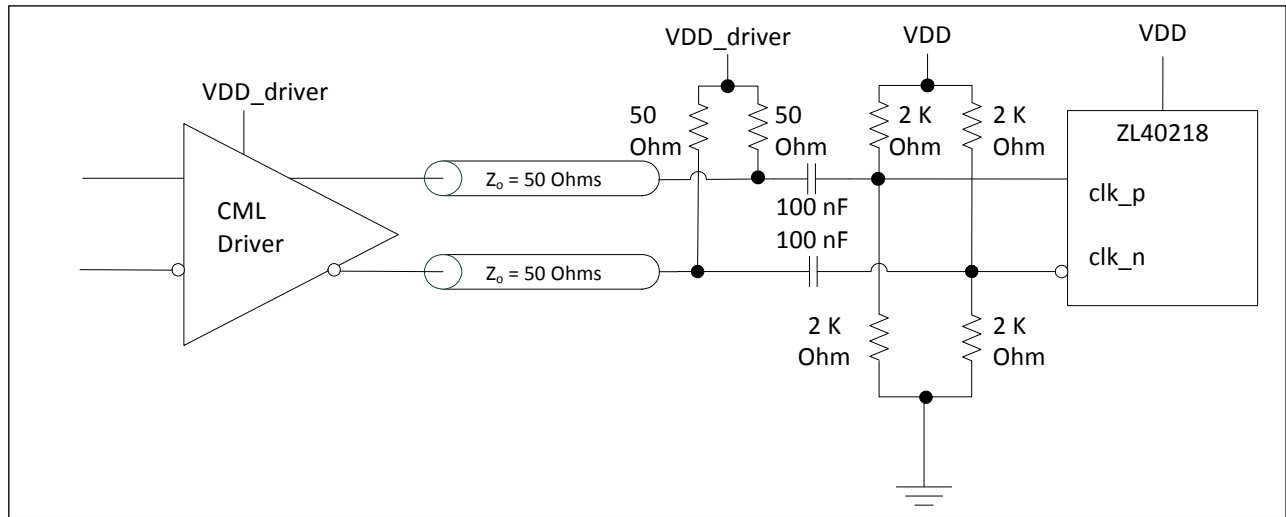 VDD_driver
VDD
VDD
VDD_driver
50
Ohm
50
Ohm
2 K
Ohm
2 K
Ohm
ZL40218
Zₒ = 50 Ohms
clk_p
CML
Driver
100 nF
100 nF
Zₒ = 50 Ohms
clk_n
2 K
Ohm
2 K
Ohm